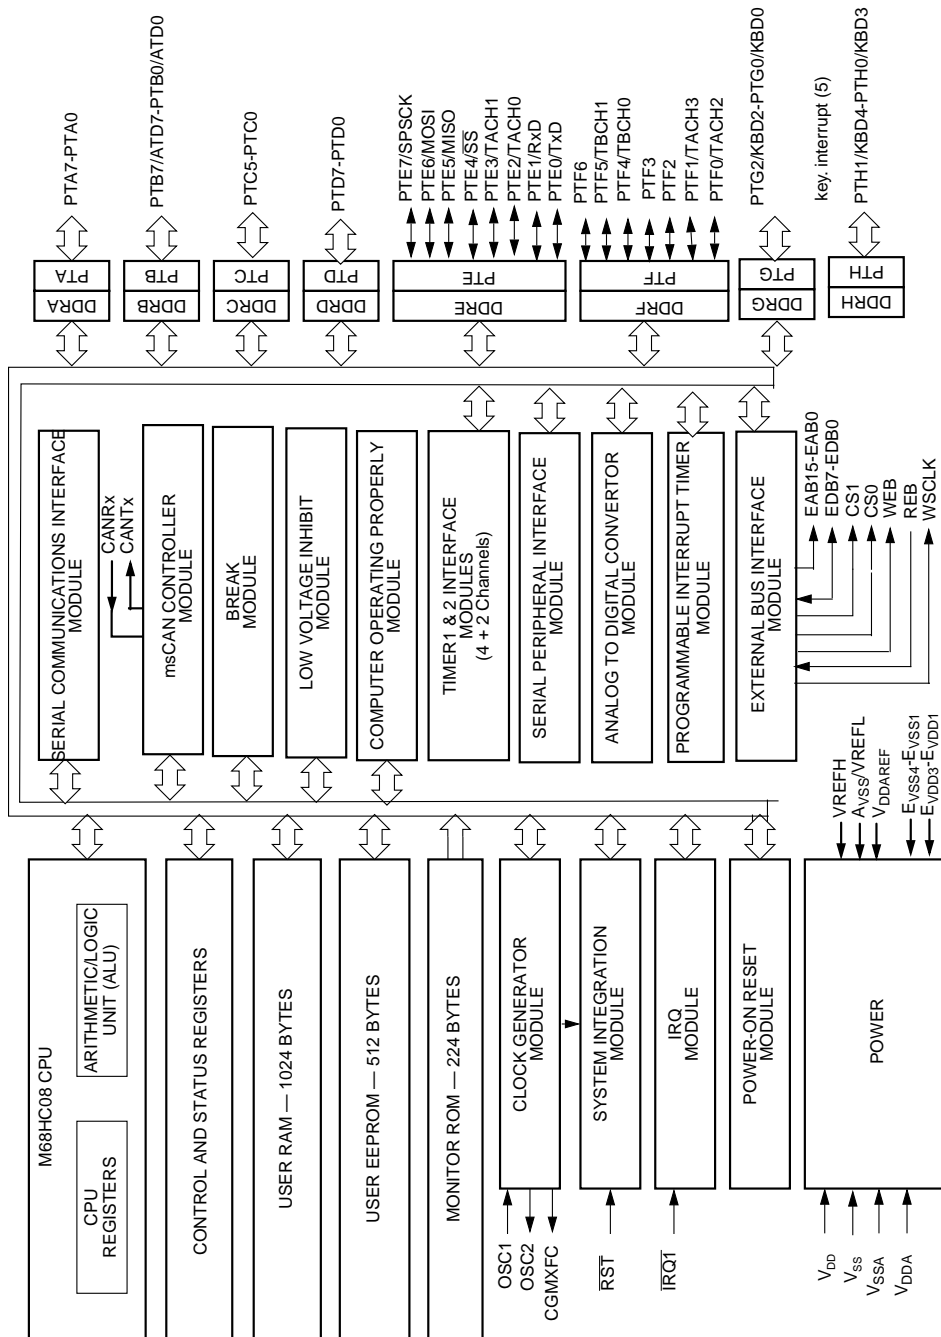 M68HC08 CPU
CPU
REGISTERS
ARITHMETIC/LOGIC
UNIT (ALU)
CONTROL AND STATUS REGISTERS
USER RAM — 1024 BYTES
USER EEPROM — 512 BYTES
MONITOR ROM — 224 BYTES
OSC1
OSC2
CGMXFC
CLOCK GENERATOR
MODULE
RST
SYSTEM INTEGRATION
MODULE
IRQ1
IRQ
MODULE
POWER-ON RESET
MODULE
VDD
VSS
VSSA
VDDA
POWER
VREFH
AVSS/VREFL
VDDAREF
EVSS4-EVSS1
EVDD3-EVDD1
SERIAL COMMUNICATIONS INTERFACE
MODULE
CANRx
CANTx
msCAN CONTROLLER
MODULE
BREAK
MODULE
LOW VOLTAGE INHIBIT
MODULE
COMPUTER OPERATING PROPERLY
MODULE
TIMER1 & 2 INTERFACE
MODULES
(4 + 2 Channels)
SERIAL PERIPHERAL INTERFACE
MODULE
ANALOG TO DIGITAL CONVERTOR
MODULE
PROGRAMMABLE INTERRUPT TIMER
MODULE
EXTERNAL BUS INTERFACE
MODULE
EAB15-EAB0
EDB7-EDB0
CS1
CS0
WEB
REB
WSCLK
DDRA
PTA
PTA7-PTA0
DDRB
PTB
PTB7/ATD7-PTB0/ATD0
DDRC
PTC
PTC5-PTC0
DDRD
PTD
PTD7-PTD0
DDRE
PTE
PTE7/SPSCK
PTE6/MOSI
PTE5/MISO
PTE4/SS
PTE3/TACH1
PTE2/TACH0
PTE1/RxD
PTE0/TxD
DDRF
PTF
PTF6
PTF5/TBCH1
PTF4/TBCH0
PTF3
PTF2
PTF1/TACH3
PTF0/TACH2
DDRG
PTG
PTG2/KBD2-PTG0/KBD0
key. interrupt (5)
DDRH
PTH
PTH1/KBD4-PTH0/KBD3